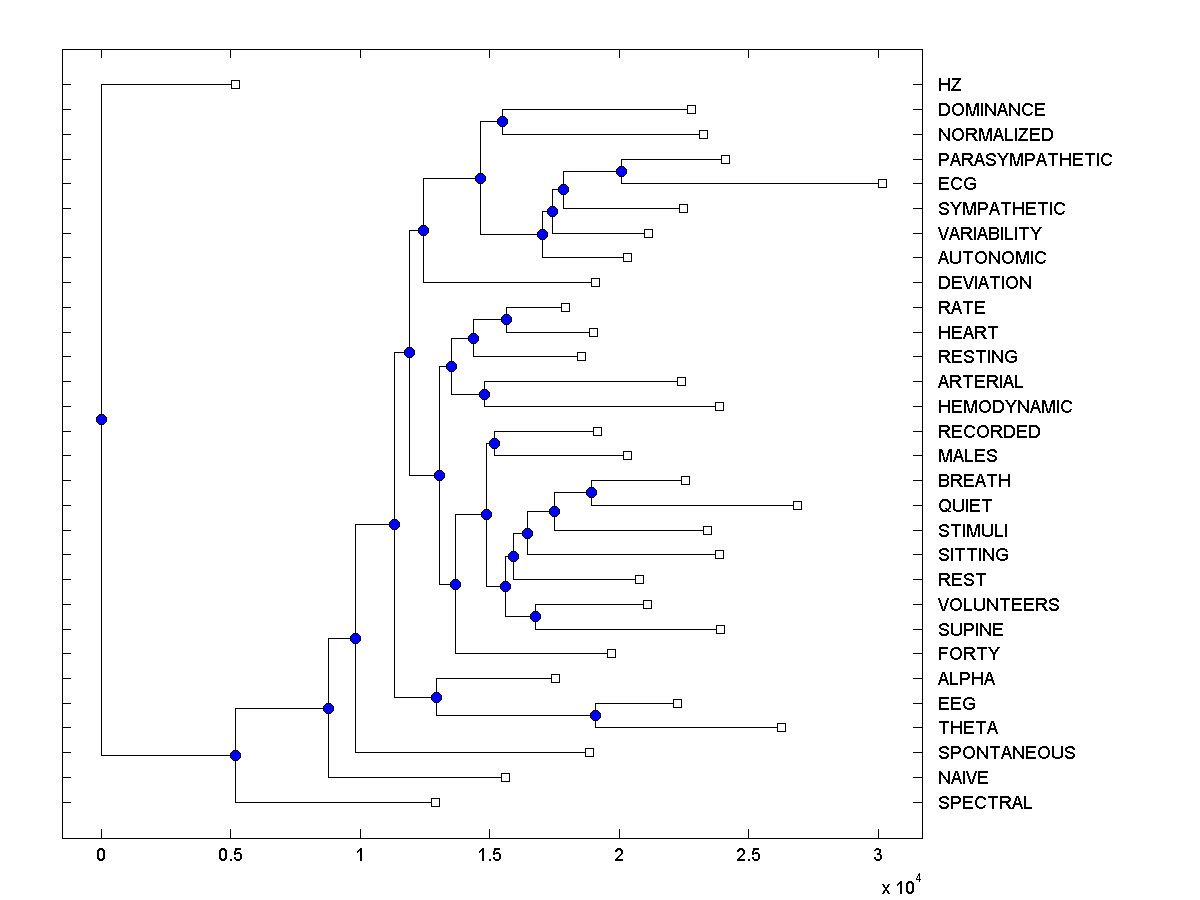 HZ
DOMINANCE
NORMALIZED
PARASYMPATHETIC
ECG
SYMPATHETIC
VARIABILITY
AUTONOMIC
DEVIATION
RATE
HEART
RESTING
ARTERIAL
HEMODYNAMIC
RECORDED
MALES
BREATH
QUIET
STIMULI
SITTING
REST
VOLUNTEERS
SUPINE
FORTY
ALPHA
EEG
THETA
SPONTANEOUS
NAIVE
SPECTRAL
0 0.5 1 1.5 2 2.5 3
x 10^4